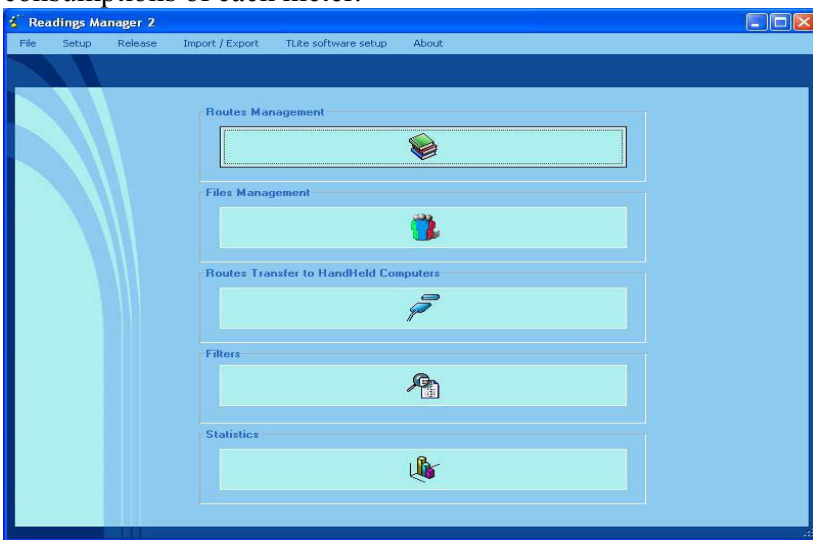 consumptions of each meter.
Readings Manager 2
File Setup Release Import / Export TLite software setup About
Routes Management
Files Management
Routes Transfer to HandHeld Computers
Filters
Statistics